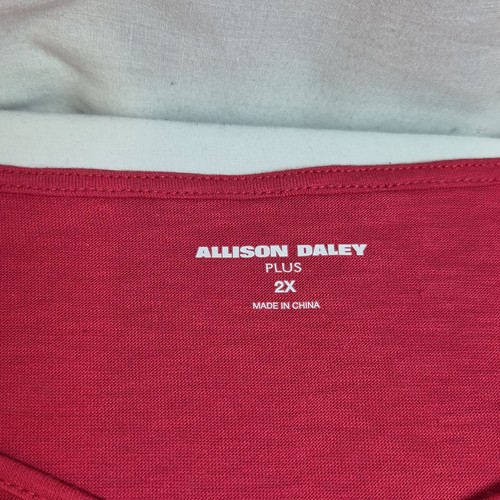 ALLISON DALEY
PLUS
2X
MADE IN CHINA